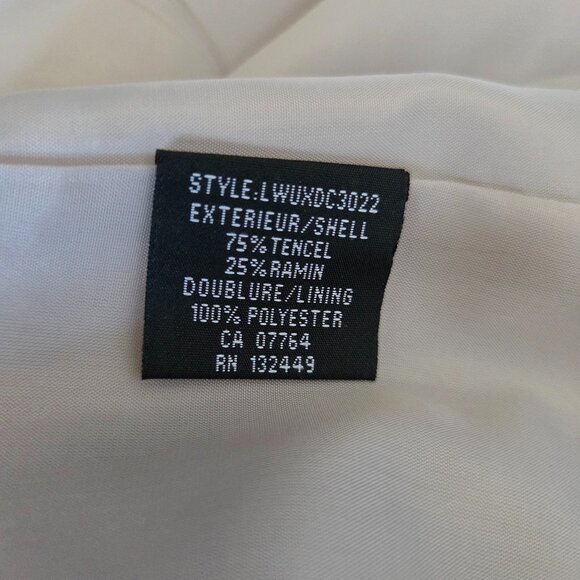 STYLE:LWUXDC3022
EXTERIEUR/SHELL
75% TENCEL
25% RAMIN
DOUBLURE/LINING
100% POLYESTER
CA 07764
RN 132449